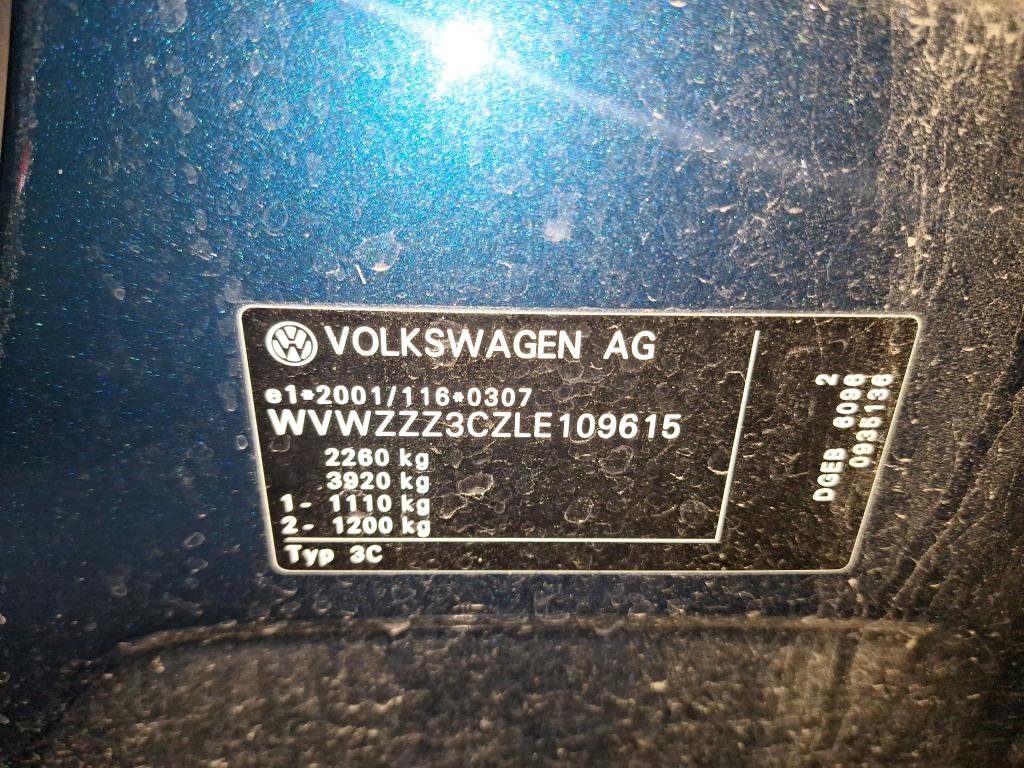 VOLKSWAGEN AG
e1*2001/116*0307
WVWZZZ3CZLE109615
2260 kg
3920 kg
1- 1110 kg
2- 1200 kg
Typ 3C
DGEB 6096 2
0935136